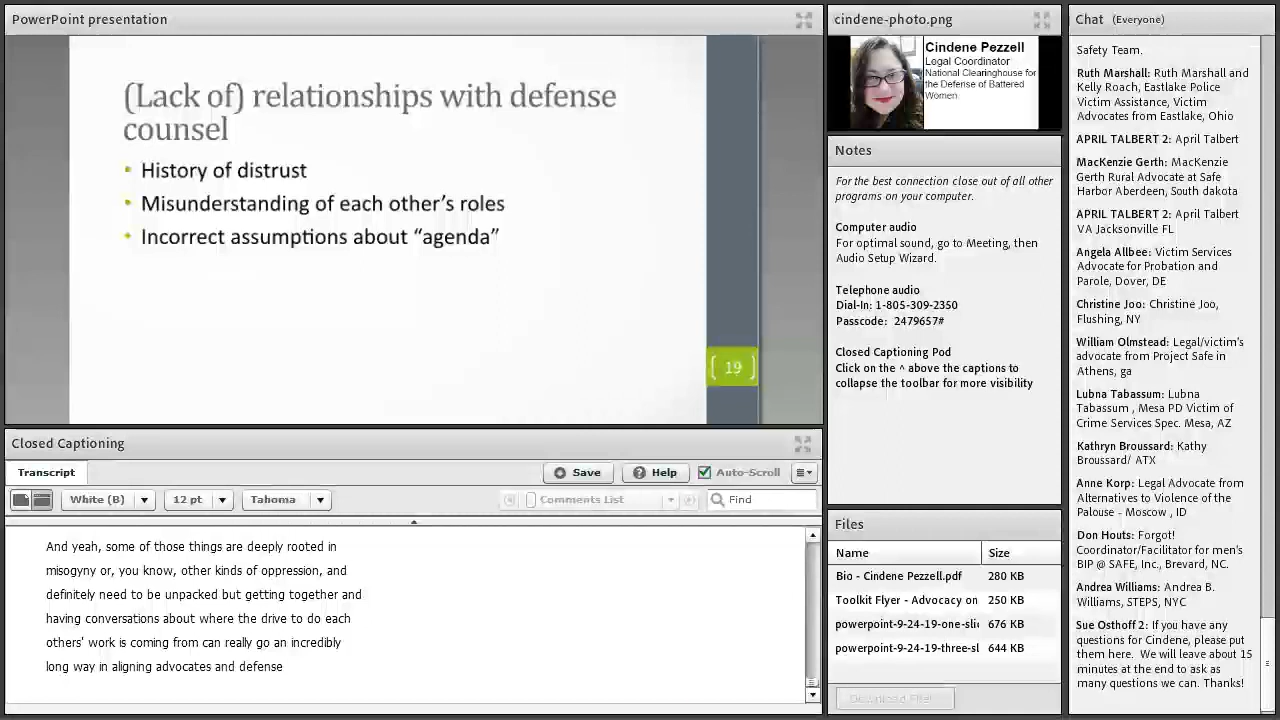 PowerPoint presentation
(Lack of) relationships with defense
counsel
• History of distrust
• Misunderstanding of each other's roles
• Incorrect assumptions about "agenda"
[ 19 ]
Closed Captioning
Transcript
Save
Help
Auto-Scroll
White (B)
12 pt
Tahoma
Comments List
Find
And yeah, some of those things are deeply rooted in
misogyny or, you know, other kinds of oppression, and
definitely need to be unpacked but getting together and
having conversations about where the drive to do each
others' work is coming from can really go an incredibly
long way in aligning advocates and defense
cindene-photo.png
Cindene Pezzell
Legal Coordinator
National Clearinghouse for
the Defense of Battered
Women
Notes
For the best connection close out of all other
programs on your computer.
Computer audio
For optimal sound, go to Meeting, then
Audio Setup Wizard.
Telephone audio
Dial-In: 1-805-309-2350
Passcode: 2479657#
Closed Captioning Pod
Click on the ^ above the captions to
collapse the toolbar for more visibility
Files
Name Size
Bio - Cindene Pezzell.pdf 280 KB
Toolkit Flyer - Advocacy on 250 KB
powerpoint-9-24-19-one-sli 676 KB
powerpoint-9-24-19-three-sl 644 KB
Download File!
Chat (Everyone)
Safety Team.
Ruth Marshall: Ruth Marshall and
Kelly Roach, Eastlake Police
Victim Assistance, Victim
Advocates from Eastlake, Ohio
APRIL TALBERT 2: April Talbert
MacKenzie Gerth: MacKenzie
Gerth Rural Advocate at Safe
Harbor Aberdeen, South dakota
APRIL TALBERT 2: April Talbert
VA Jacksonville FL
Angela Allbee: Victim Services
Advocate for Probation and
Parole, Dover, DE
Christine Joo: Christine Joo,
Flushing, NY
William Olmstead: Legal/victim's
advocate from Project Safe in
Athens, ga
Lubna Tabassum: Lubna
Tabassum , Mesa PD Victim of
Crime Services Spec. Mesa, AZ
Kathryn Broussard: Kathy
Broussard/ ATX
Anne Korp: Legal Advocate from
Alternatives to Violence of the
Palouse - Moscow , ID
Don Houts: Forgot!
Coordinator/Facilitator for men's
BIP @ SAFE, Inc., Brevard, NC.
Andrea Williams: Andrea B.
Williams, STEPS, NYC
Sue Osthoff 2: If you have any
questions for Cindene, please put
them here. We will leave about 15
minutes at the end to ask as
many questions we can. Thanks!